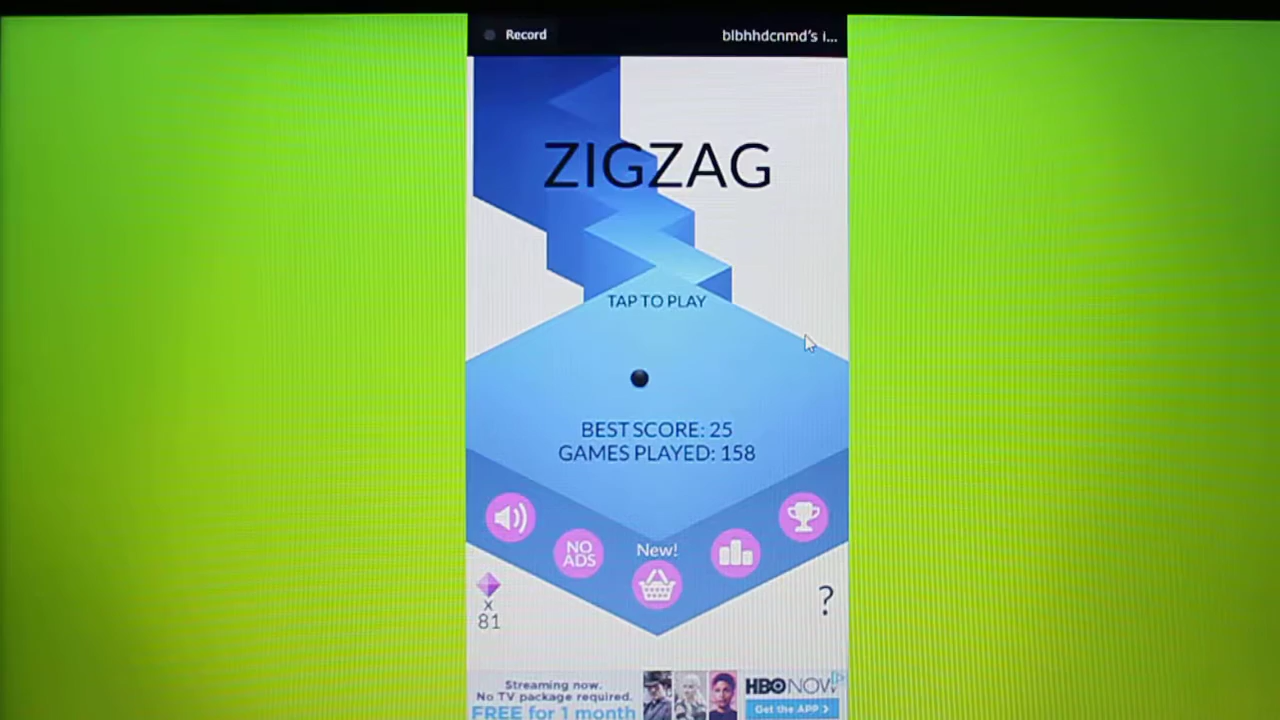 Record
blbhhdcnmd's i...
ZIGZAG
TAP TO PLAY
BEST SCORE: 25
GAMES PLAYED: 158
NO
ADS
New!
x
81
?
Streaming now.
No TV package required.
FREE for 1 month
HBO NOW
Get the APP >